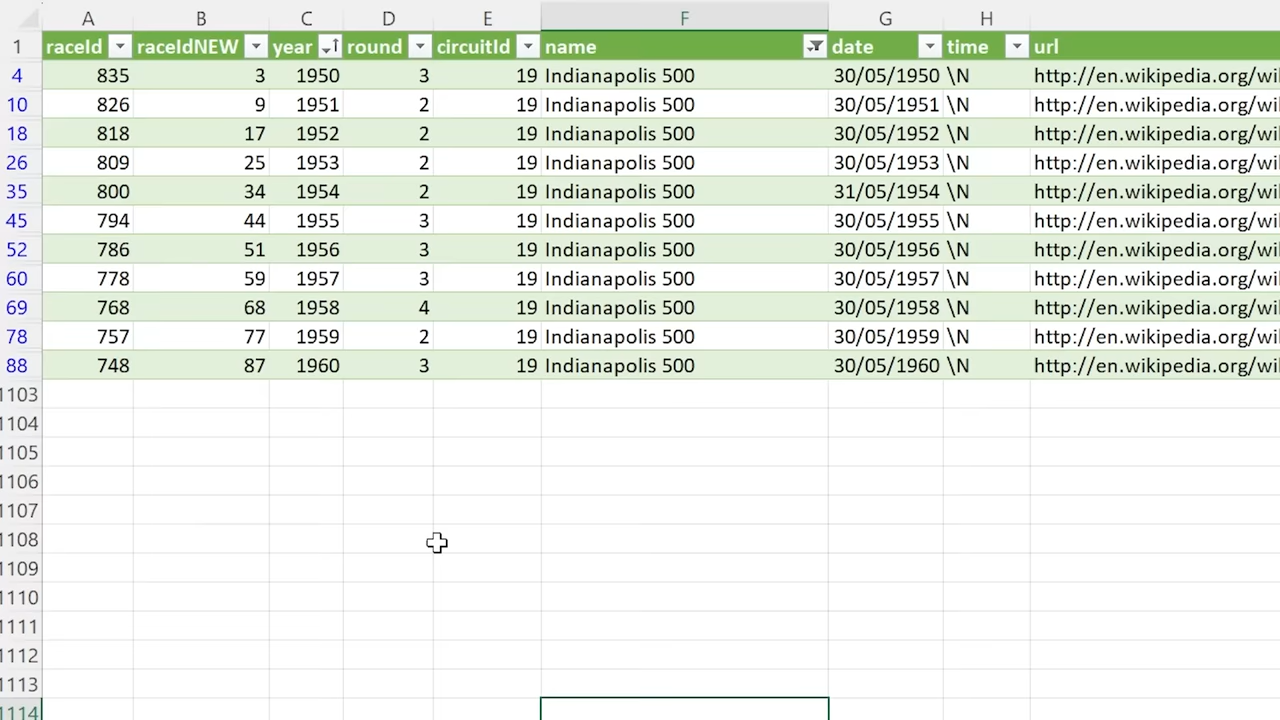 A B C D E F G H
1 raceId raceIdNEW year round circuitId name date time url
4 835 3 1950 3 19 Indianapolis 500 30/05/1950 \N http://en.wikipedia.org/wi
10 826 9 1951 2 19 Indianapolis 500 30/05/1951 \N http://en.wikipedia.org/wi
18 818 17 1952 2 19 Indianapolis 500 30/05/1952 \N http://en.wikipedia.org/wi
26 809 25 1953 2 19 Indianapolis 500 30/05/1953 \N http://en.wikipedia.org/wi
35 800 34 1954 2 19 Indianapolis 500 31/05/1954 \N http://en.wikipedia.org/wi
45 794 44 1955 3 19 Indianapolis 500 30/05/1955 \N http://en.wikipedia.org/wi
52 786 51 1956 3 19 Indianapolis 500 30/05/1956 \N http://en.wikipedia.org/wi
60 778 59 1957 3 19 Indianapolis 500 30/05/1957 \N http://en.wikipedia.org/wi
69 768 68 1958 4 19 Indianapolis 500 30/05/1958 \N http://en.wikipedia.org/wi
78 757 77 1959 2 19 Indianapolis 500 30/05/1959 \N http://en.wikipedia.org/wi
88 748 87 1960 3 19 Indianapolis 500 30/05/1960 \N http://en.wikipedia.org/wi
1103
1104
1105
1106
1107
1108
1109
1110
1111
1112
1113
1114